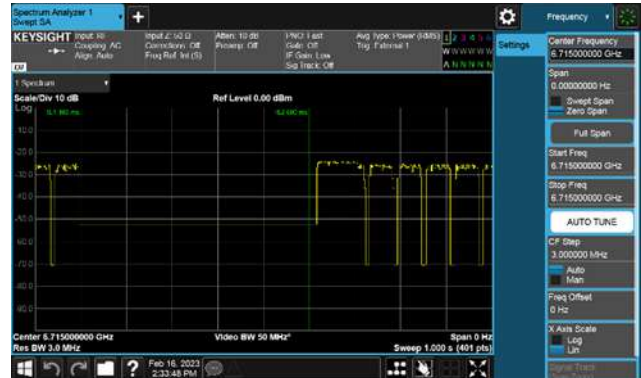 Spectrum Analyzer 1
Swept SA
+
Frequency
KEYSIGHT
Input: RF
Coupling: AC
Align: Auto
Input Z: 50 Ω
Corrections: Off
Freq Ref: Int (S)
Atten: 10 dB
Preamp: Off
PNO: Fast
Gate: Off
IF Gain: Low
Sig Track: Off
Avg Type: Power (RMS)
Trig: External 1
1 2 3 4 5 6
W W W W W W
A N N N N N
1 Spectrum
Scale/Div 10 dB
Ref Level 0.00 dBm
Log
-10.0
-20.0
-30.0
-40.0
-50.0
-60.0
-70.0
-80.0
-90.0
Center 6.715000000 GHz
Video BW 50 MHz*
Span 0 Hz
Res BW 3.0 MHz
Sweep 1.000 s (401 pts)
Feb 16, 2023
2:33:48 PM
?
Settings
Center Frequency
6.715000000 GHz
Span
0.00000000 Hz
Swept Span
Zero Span
Full Span
Start Freq
6.715000000 GHz
Stop Freq
6.715000000 GHz
AUTO TUNE
CF Step
3.000000 MHz
Auto
Man
Freq Offset
0 Hz
X Axis Scale
Log
Lin
Signal Track